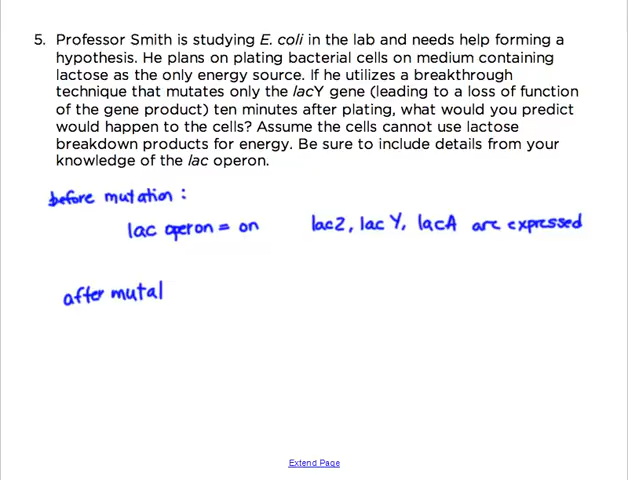 5. Professor Smith is studying E. coli in the lab and needs help forming a
hypothesis. He plans on plating bacterial cells on medium containing
lactose as the only energy source. If he utilizes a breakthrough
technique that mutates only the lacY gene (leading to a loss of function
of the gene product) ten minutes after plating, what would you predict
would happen to the cells? Assume the cells cannot use lactose
breakdown products for energy. Be sure to include details from your
knowledge of the lac operon.
before mutation :
lac operon = on lacZ, lac Y, lacA are expressed
after mutal
Extend Page